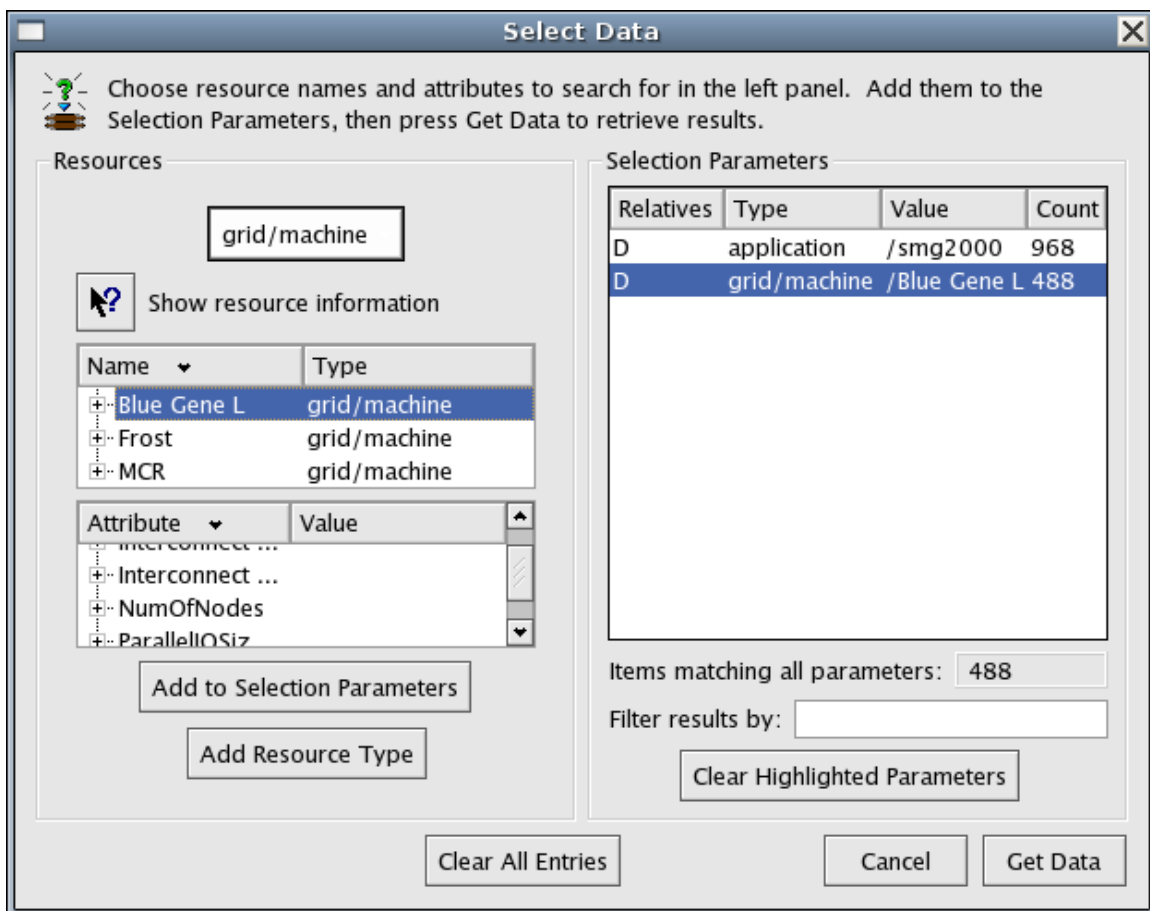 Select Data
Choose resource names and attributes to search for in the left panel. Add them to the
Selection Parameters, then press Get Data to retrieve results.
Resources
grid/machine
Show resource information
Name Type
Blue Gene L grid/machine
Frost grid/machine
MCR grid/machine
Attribute Value
Interconnect ...
Interconnect ...
NumOfNodes
ParallelIOSiz
Add to Selection Parameters
Add Resource Type
Selection Parameters
Relatives Type Value Count
D application /smg2000 968
D grid/machine /Blue Gene L 488
Items matching all parameters: 488
Filter results by:
Clear Highlighted Parameters
Clear All Entries
Cancel
Get Data